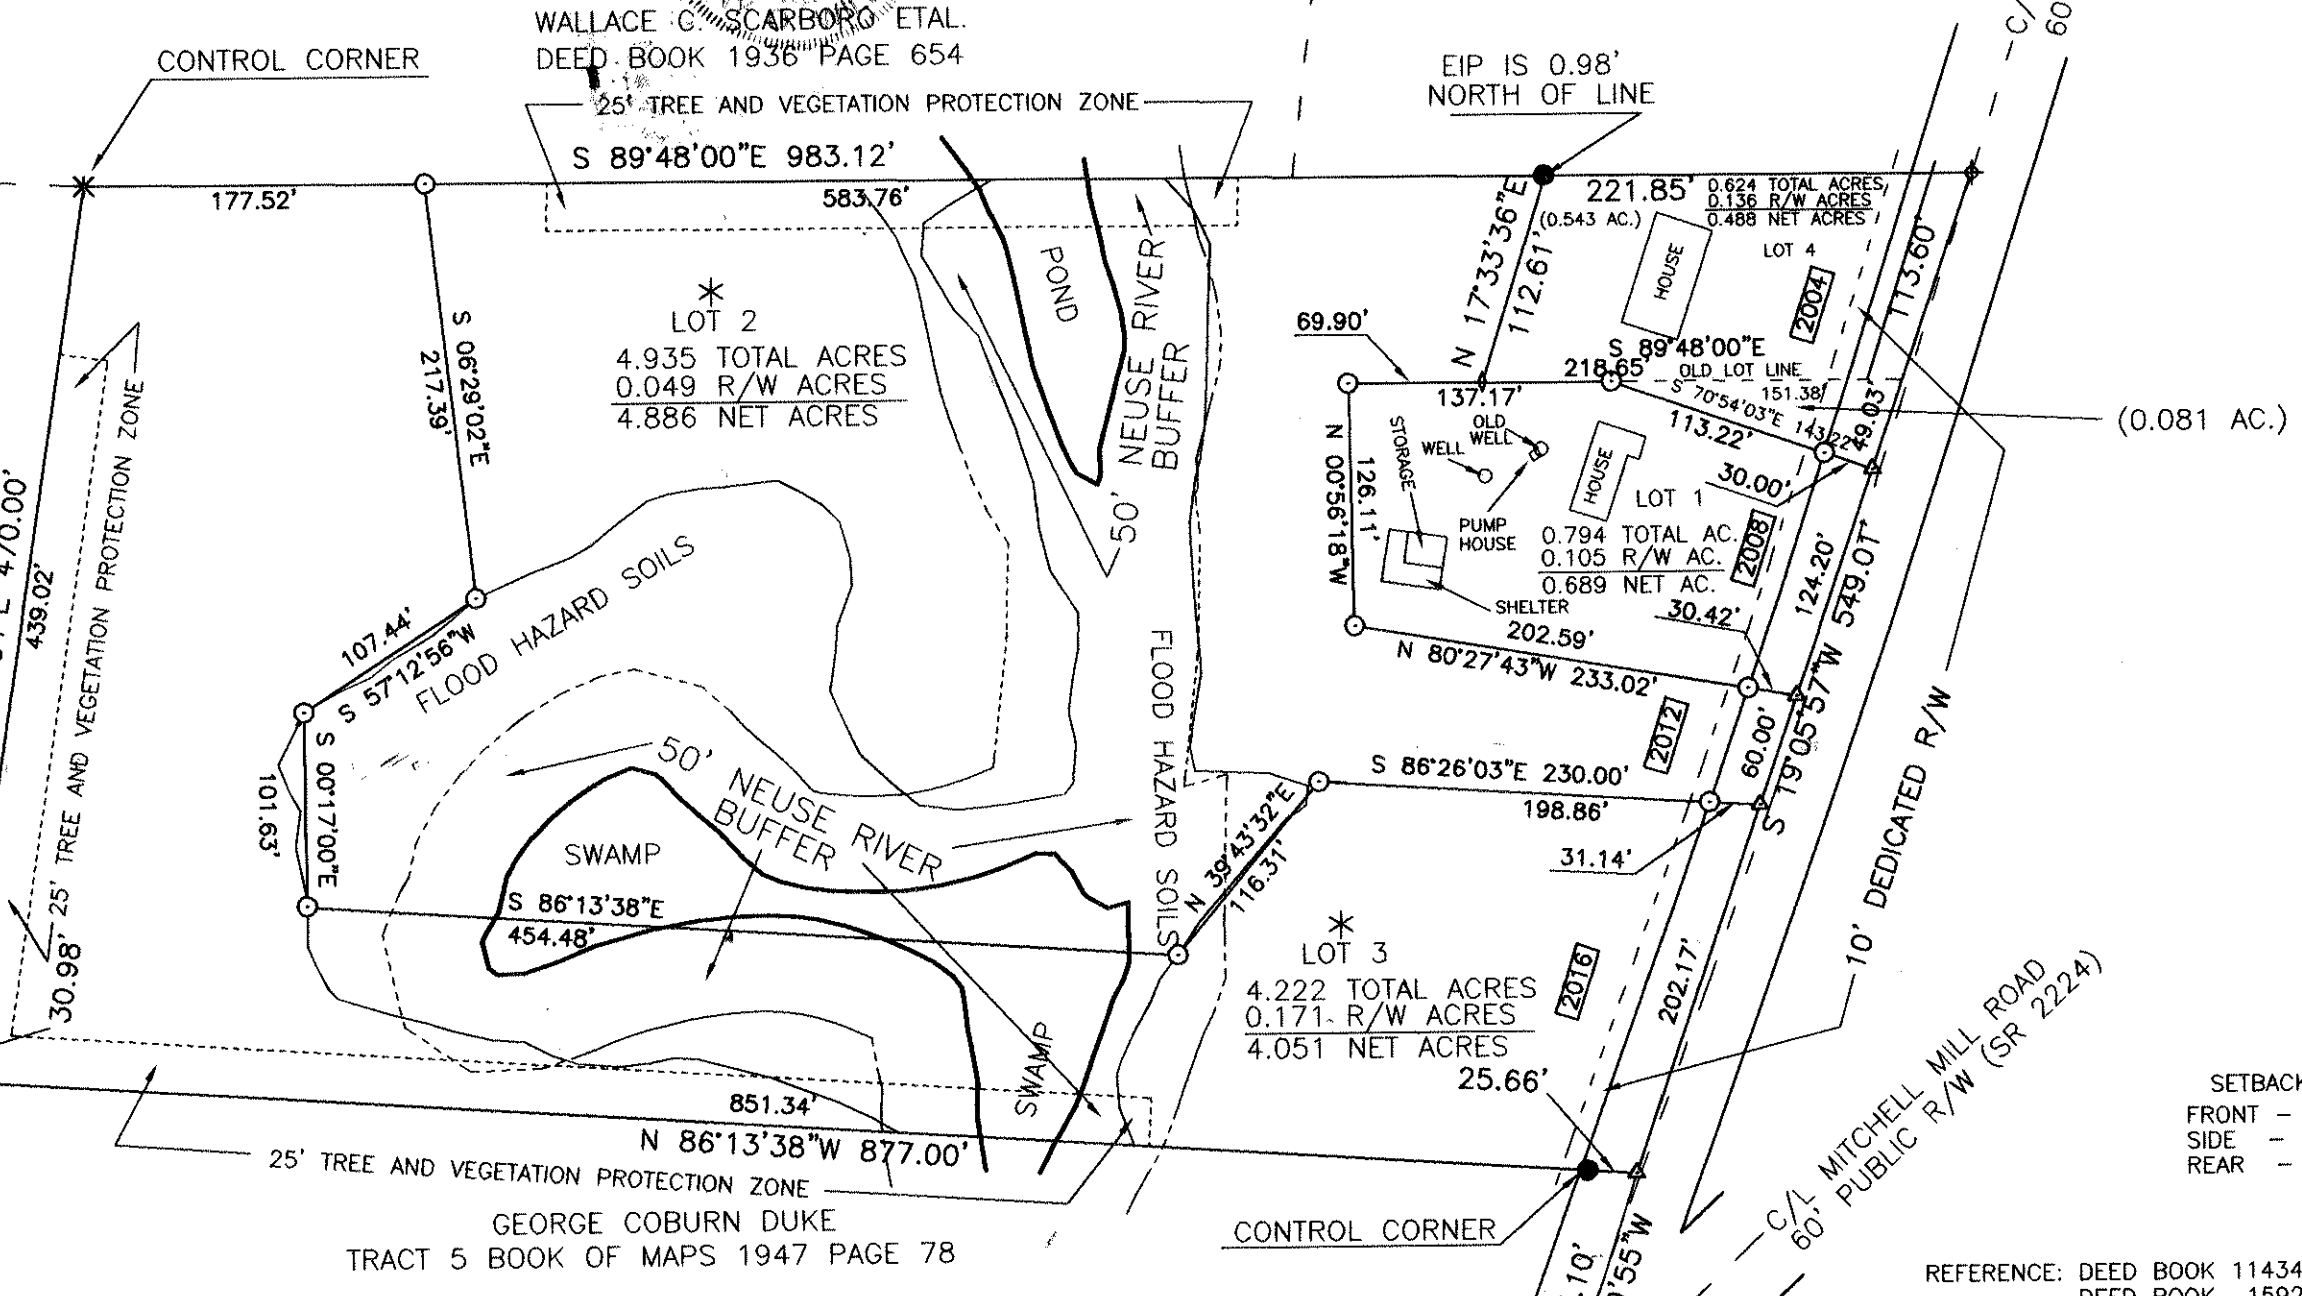 WALLACE C. SCARBORO ETAL.
DEED BOOK 1936 PAGE 654
CONTROL CORNER
25' TREE AND VEGETATION PROTECTION ZONE
EIP IS 0.98'
NORTH OF LINE
C/
60
S 89°48'00"E 983.12'
177.52'
583.76'
221.85'
(0.543 AC.)
0.624 TOTAL ACRES
0.136 R/W ACRES
0.488 NET ACRES
LOT 4
HOUSE
2004
113.60'
N 17°33'36"E
112.61'
S 06°29'02"E
217.39'
LOT 2
4.935 TOTAL ACRES
0.049 R/W ACRES
4.886 NET ACRES
POND
50' NEUSE RIVER
BUFFER
69.90'
137.17'
218.65'
S 89°48'00"E
OLD LOT LINE
151.38'
S 70°54'03"E 143.22'
113.22'
49.03'
(0.081 AC.)
30.00'
N 00°56'18"W
126.11'
STORAGE
WELL
OLD
WELL
PUMP
HOUSE
HOUSE
LOT 1
0.794 TOTAL AC.
0.105 R/W AC.
0.689 NET AC.
2008
SHELTER
30.42'
124.20'
S 19°05'57"W 549.01'
202.59'
N 80°27'43"W 233.02'
2012
60.00'
S 86°26'03"E 230.00'
198.86'
31.14'
470.00'
439.02'
25' TREE AND VEGETATION PROTECTION ZONE
30.98'
107.44'
S 57°12'56"W
FLOOD HAZARD SOILS
S 00°17'00"E
101.63'
50' NEUSE RIVER
BUFFER
FLOOD HAZARD SOILS
SWAMP
S 86°13'38"E
454.48'
N 39°43'32"E
116.31'
LOT 3
4.222 TOTAL ACRES
0.171 R/W ACRES
4.051 NET ACRES
2016
202.17'
10' DEDICATED R/W
25.66'
SWAMP
851.34'
N 86°13'38"W 877.00'
25' TREE AND VEGETATION PROTECTION ZONE
GEORGE COBURN DUKE
TRACT 5 BOOK OF MAPS 1947 PAGE 78
CONTROL CORNER
10'
'55"W
C/L MITCHELL MILL ROAD
60' PUBLIC R/W (SR 2224)
SETBACK
FRONT -
SIDE -
REAR -
REFERENCE: DEED BOOK 11434
DEED BOOK 1592